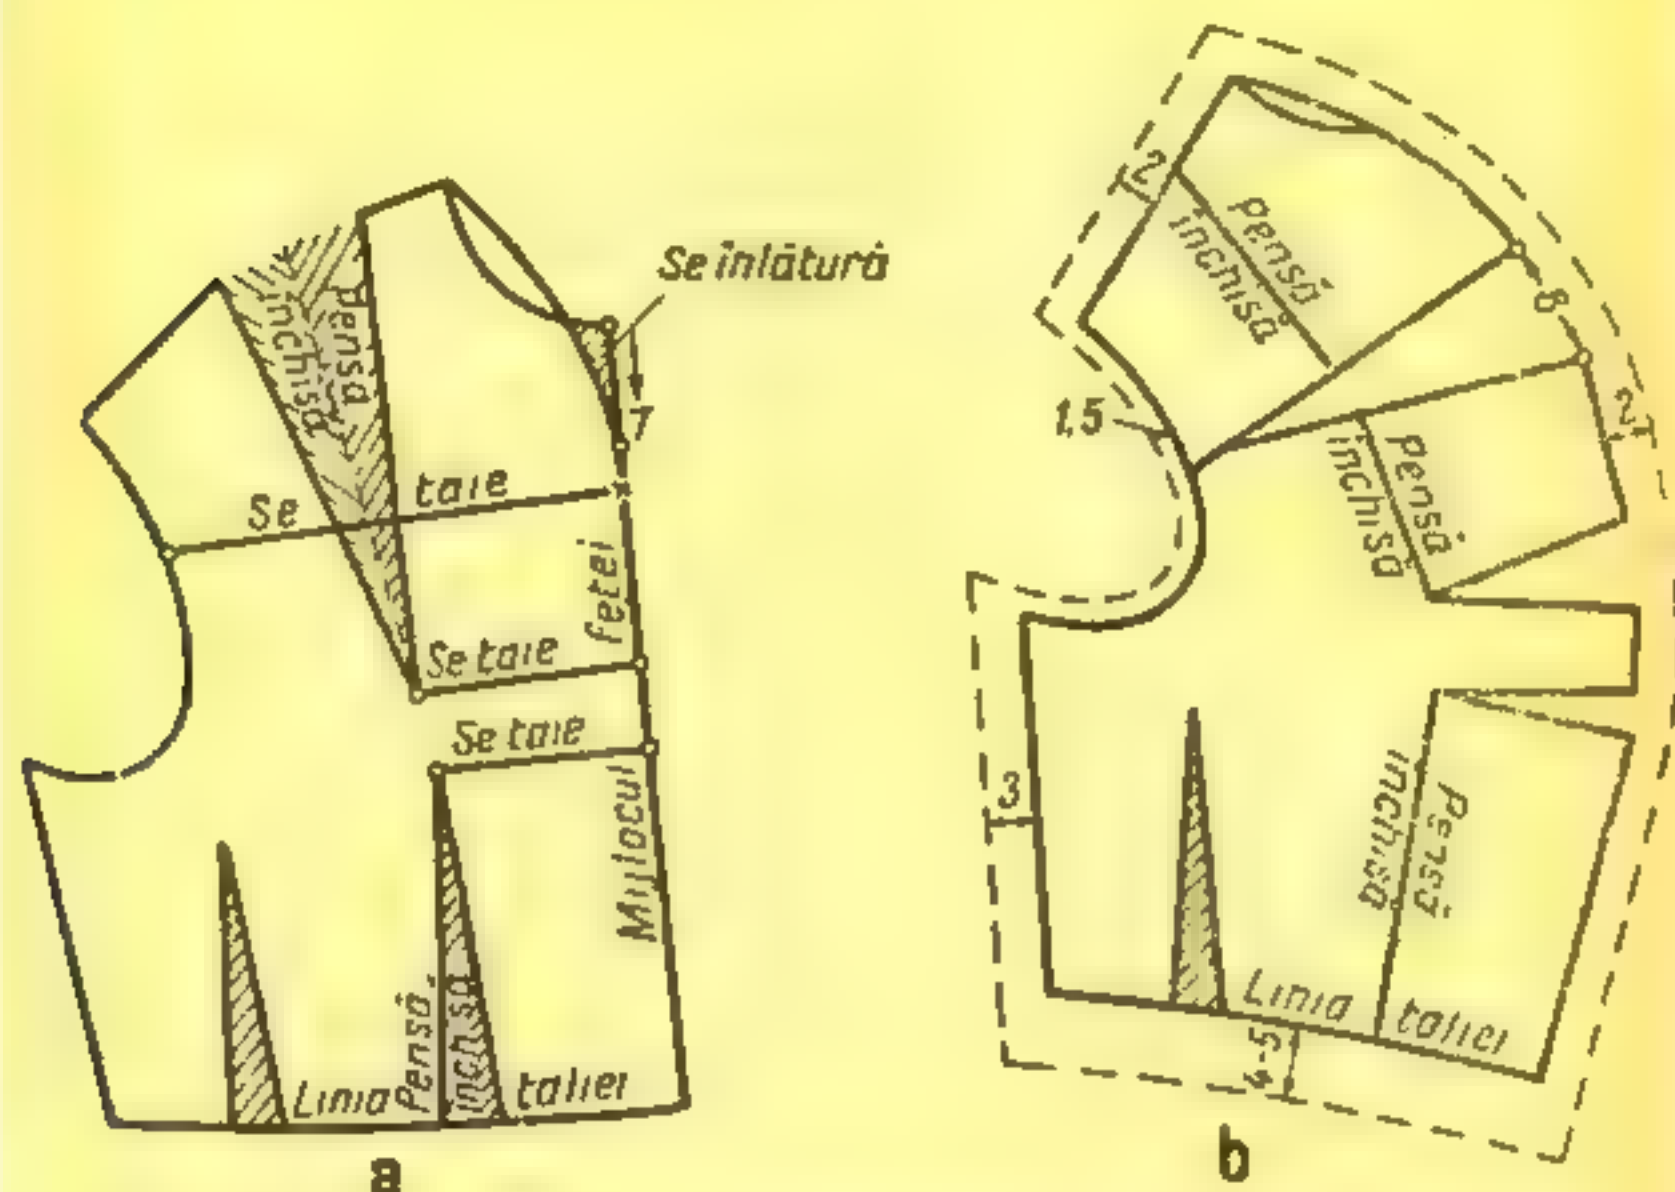 Se înlătură
Pensă
închisă
7
Se taie
fetei
Se taie
Se taie
Mijlocul
Pensă
închisă
Linia taliei
a
2
Pensă
închisă
8
2
1,5
Pensă
închisă
3
Pensă
închisă
Linia taliei
4-5
b